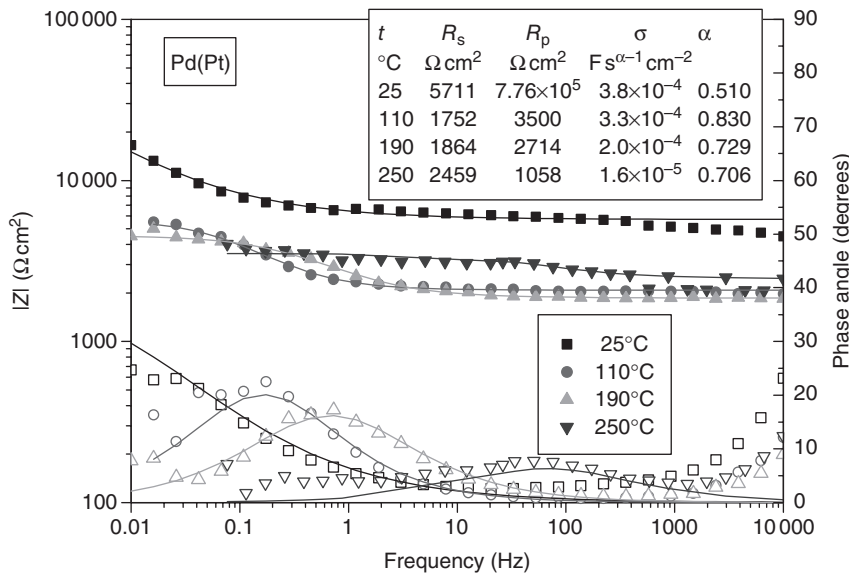 Pd(Pt)
t Rs Rp σ α
°C Ω cm² Ω cm² F sᵅ⁻¹ cm⁻²
25 5711 7.76×10⁵ 3.8×10⁻⁴ 0.510
110 1752 3500 3.3×10⁻⁴ 0.830
190 1864 2714 2.0×10⁻⁴ 0.729
250 2459 1058 1.6×10⁻⁵ 0.706
100 000
10 000
1000
100
|Z| (Ω cm²)
90
80
70
60
50
40
30
20
10
0
Phase angle (degrees)
25°C
110°C
190°C
250°C
0.01 0.1 1 10 100 1000 10 000
Frequency (Hz)